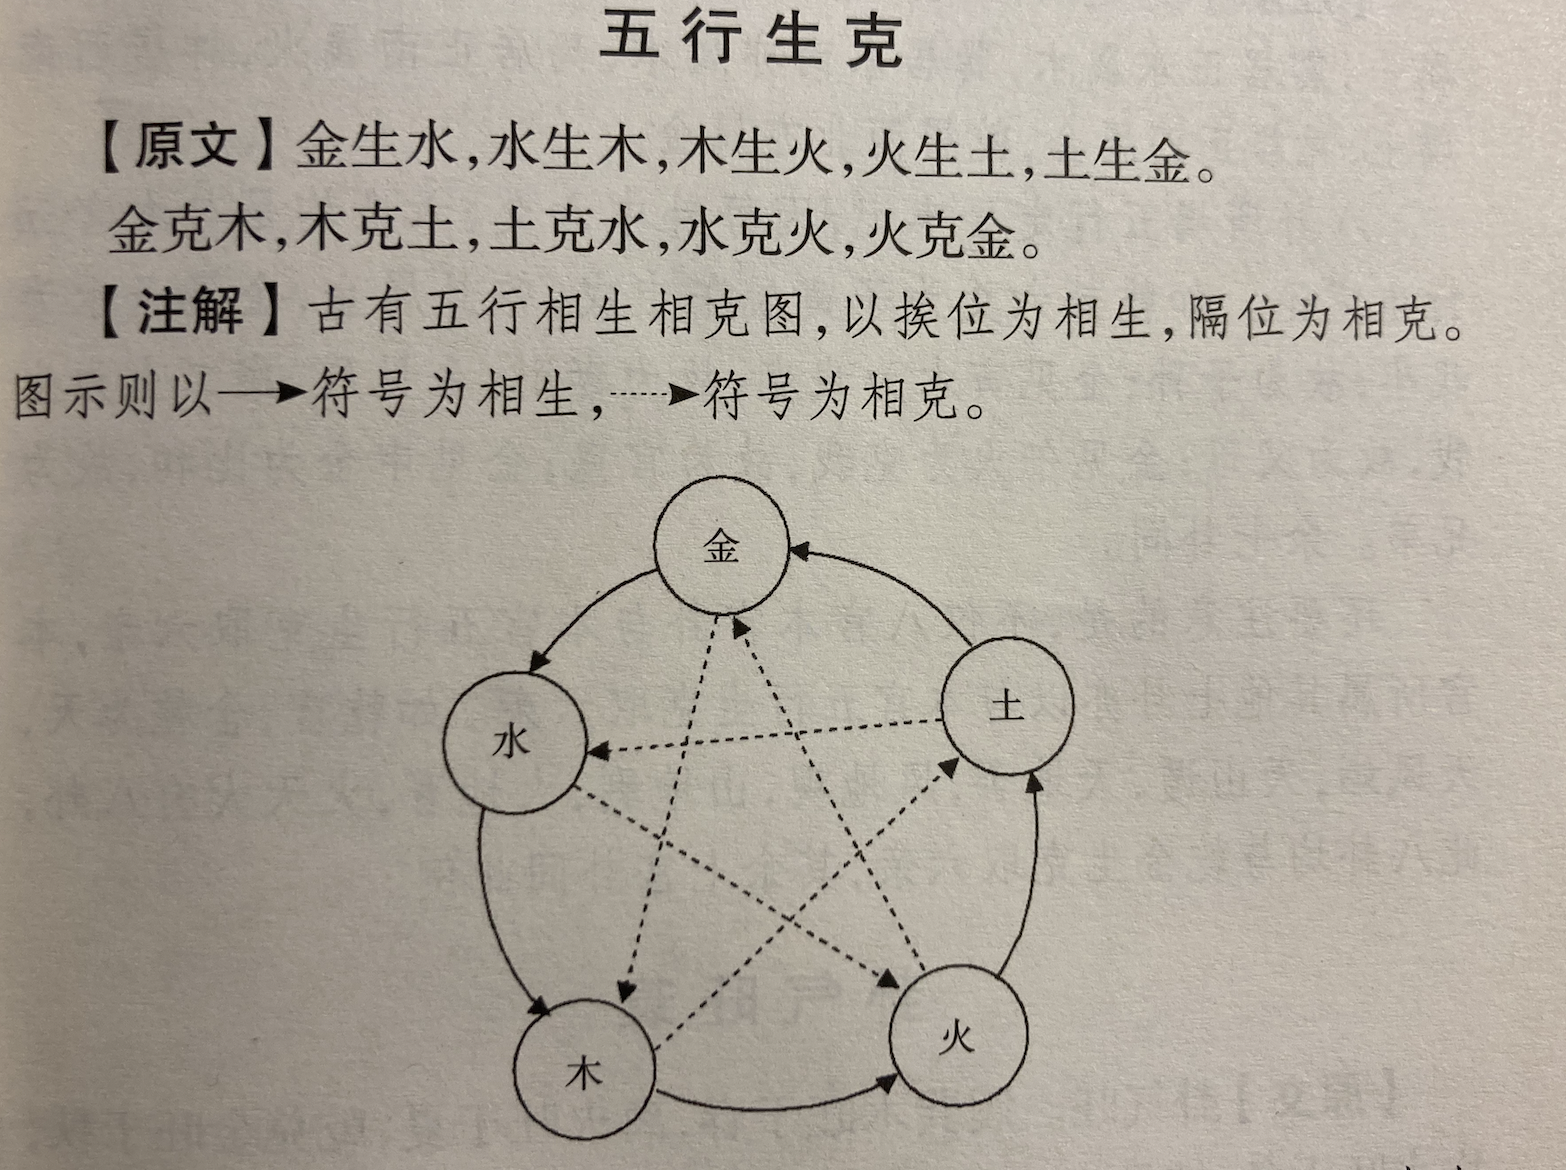 五行生克
【原文】金生水,水生木,木生火,火生土,土生金。
金克木,木克土,土克水,水克火,火克金。
【注解】古有五行相生相克图,以挨位为相生,隔位为相克。
图示则以——▶符号为相生,┈┈▶符号为相克。
金
土
水
火
木